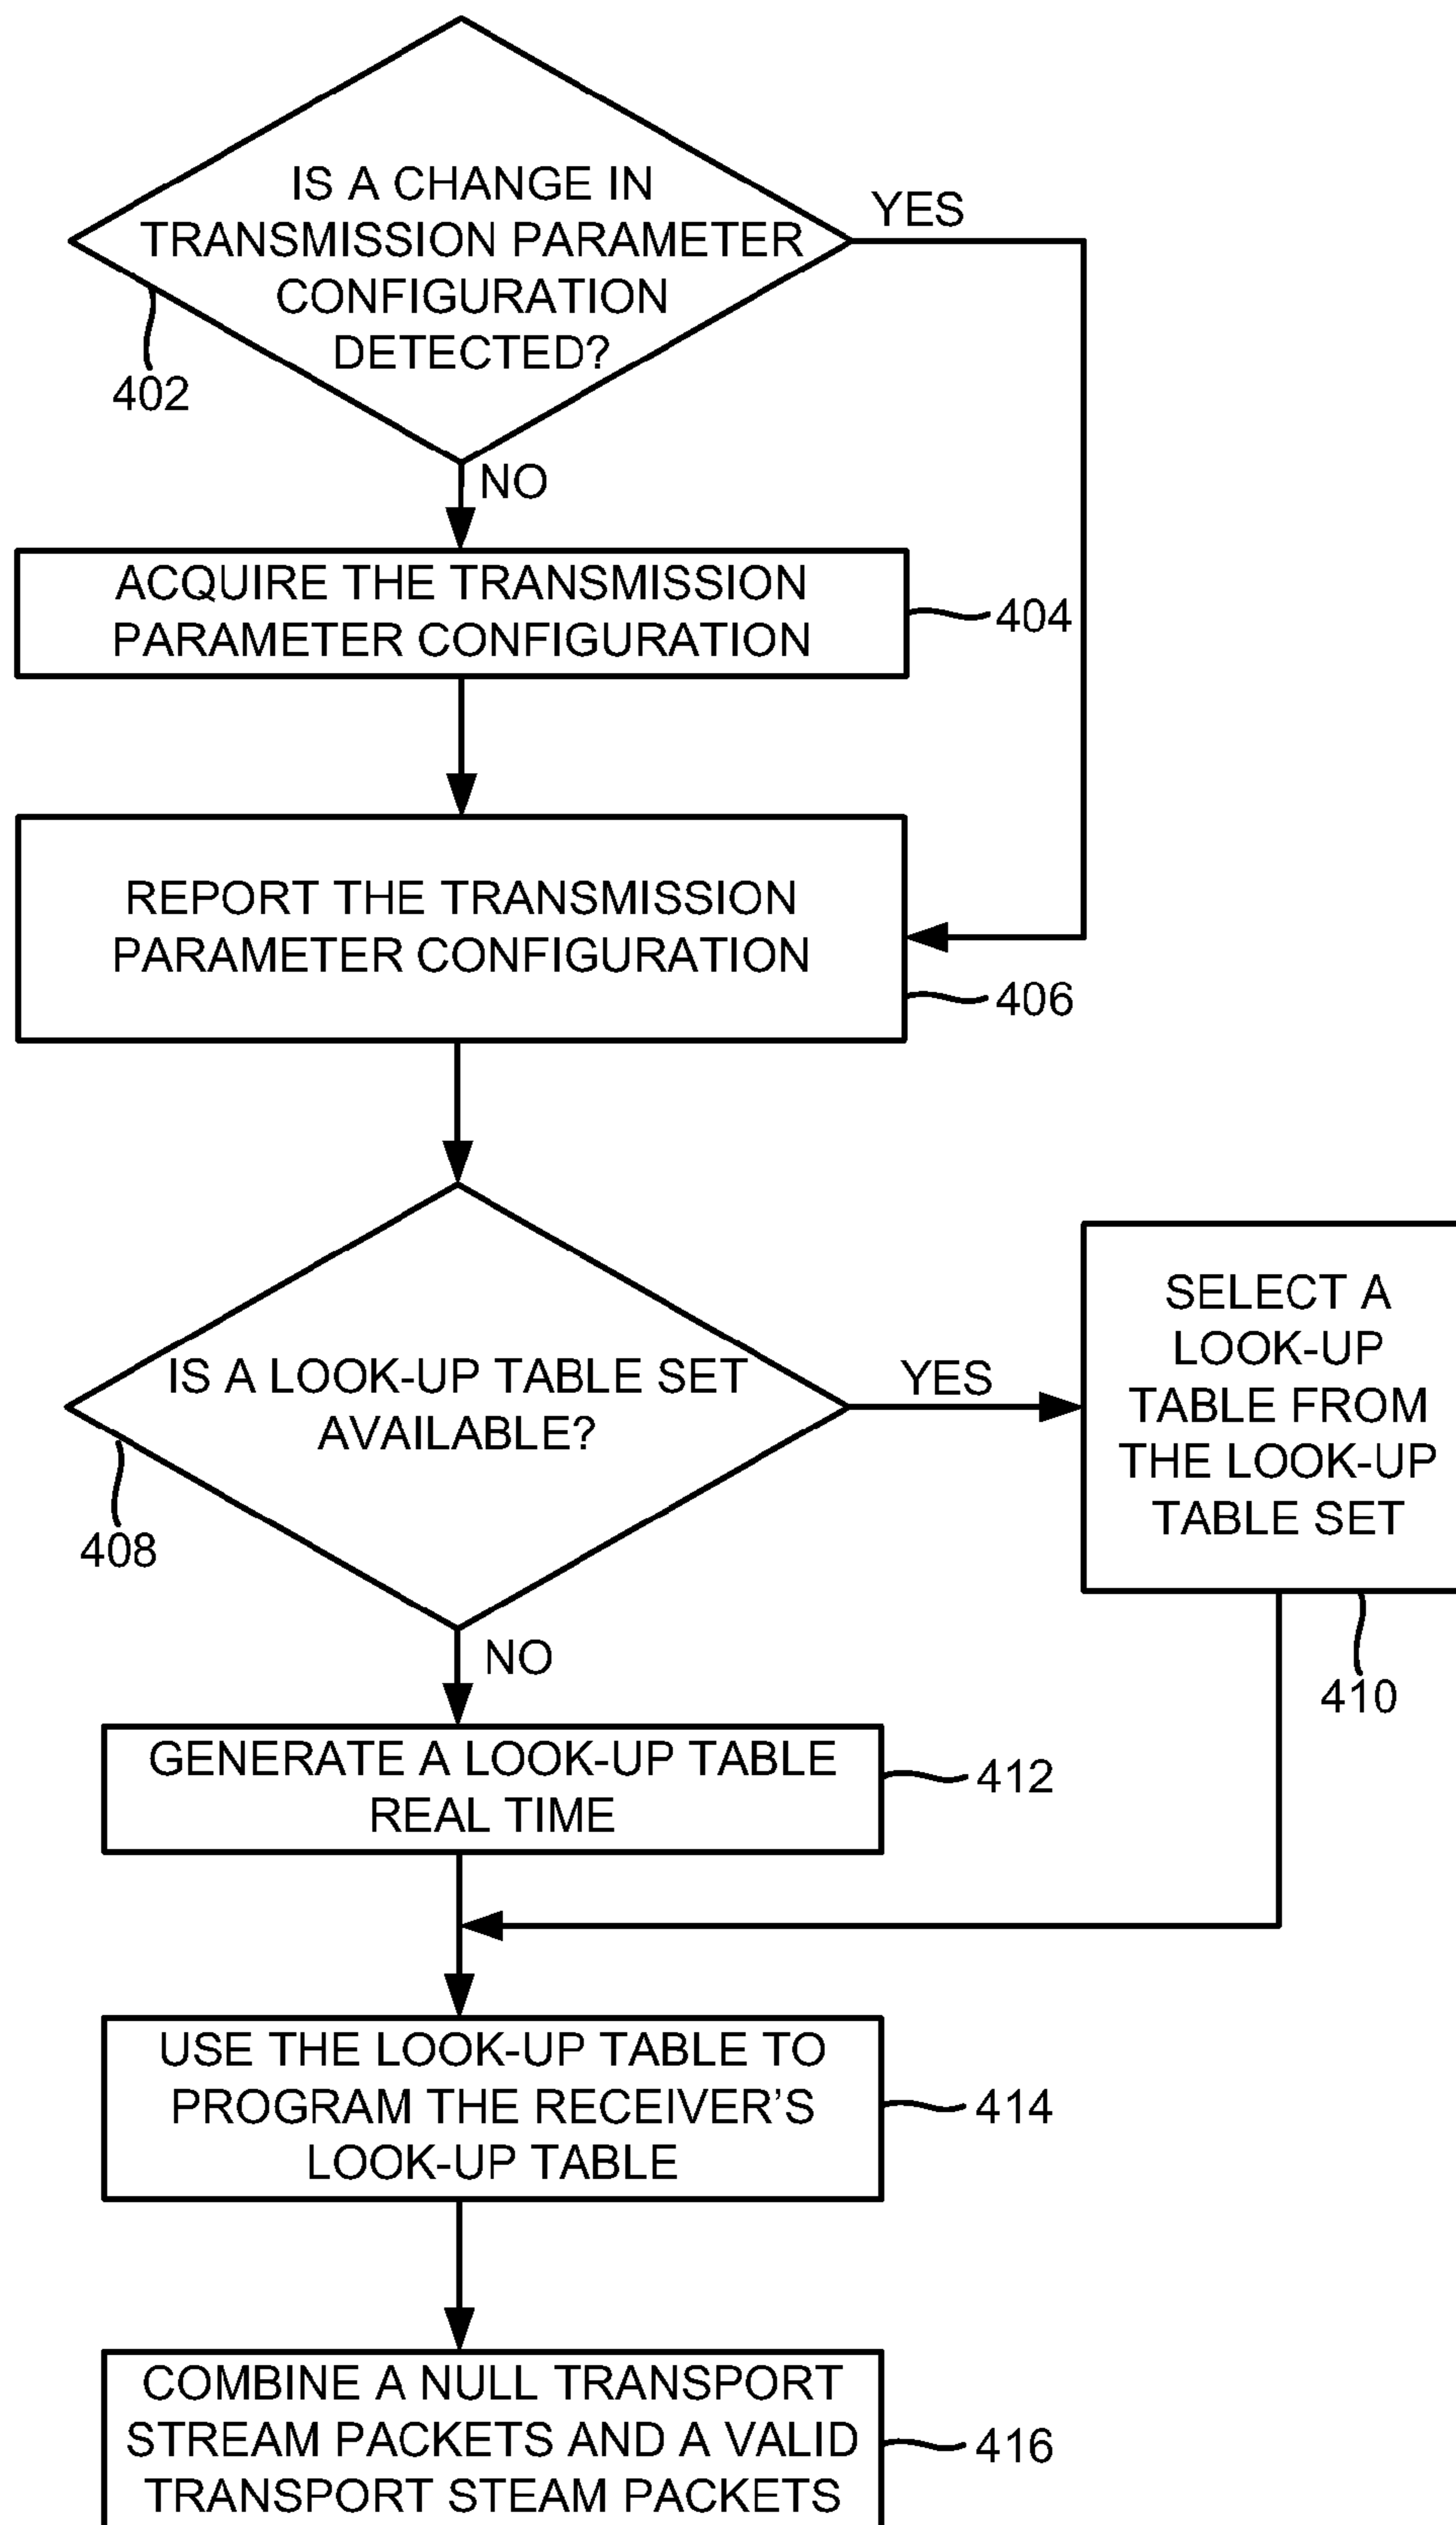 IS A CHANGE IN
TRANSMISSION PARAMETER
CONFIGURATION
DETECTED?
YES
402
NO
ACQUIRE THE TRANSMISSION
PARAMETER CONFIGURATION
404
REPORT THE TRANSMISSION
PARAMETER CONFIGURATION
406
IS A LOOK-UP TABLE SET
AVAILABLE?
YES
408
SELECT A
LOOK-UP
TABLE FROM
THE LOOK-UP
TABLE SET
410
NO
GENERATE A LOOK-UP TABLE
REAL TIME
412
USE THE LOOK-UP TABLE TO
PROGRAM THE RECEIVER’S
LOOK-UP TABLE
414
COMBINE A NULL TRANSPORT
STREAM PACKETS AND A VALID
TRANSPORT STEAM PACKETS
416